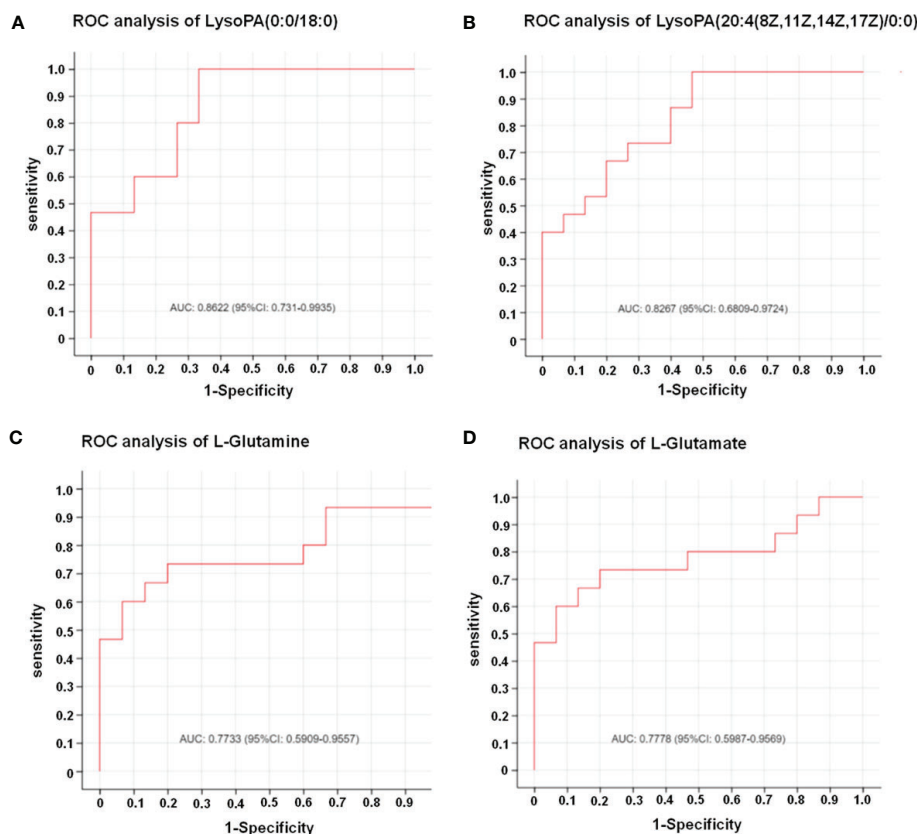 A
ROC analysis of LysoPA(0:0/18:0)
sensitivity
1.0
0.9
0.8
0.7
0.6
0.5
0.4
0.3
0.2
0.1
0
AUC: 0.8622 (95%CI: 0.731-0.9935)
0 0.1 0.2 0.3 0.4 0.5 0.6 0.7 0.8 0.9 1.0
1-Specificity
B
ROC analysis of LysoPA(20:4(8Z,11Z,14Z,17Z)/0:0)
sensitivity
1.0
0.9
0.8
0.7
0.6
0.5
0.4
0.3
0.2
0.1
0
AUC: 0.8267 (95%CI: 0.6809-0.9724)
0 0.1 0.2 0.3 0.4 0.5 0.6 0.7 0.8 0.9 1.0
1-Specificity
C
ROC analysis of L-Glutamine
sensitivity
1.0
0.9
0.8
0.7
0.6
0.5
0.4
0.3
0.2
0.1
0
AUC: 0.7733 (95%CI: 0.5909-0.9557)
0 0.1 0.2 0.3 0.4 0.5 0.6 0.7 0.8 0.9
1-Specificity
D
ROC analysis of L-Glutamate
sensitivity
1.0
0.9
0.8
0.7
0.6
0.5
0.4
0.3
0.2
0.1
0
AUC: 0.7778 (95%CI: 0.5987-0.9569)
0 0.1 0.2 0.3 0.4 0.5 0.6 0.7 0.8 0.9 1.0
1-Specificity